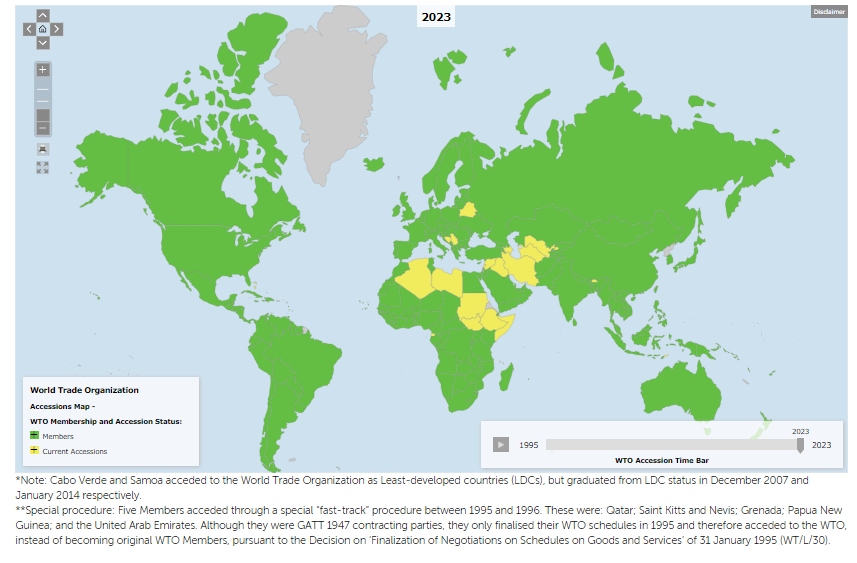 2023
Disclaimer
World Trade Organization
Accessions Map -
WTO Membership and Accession Status:
Members
Current Accessions
2023
1995
2023
WTO Accession Time Bar
*Note: Cabo Verde and Samoa acceded to the World Trade Organization as Least-developed countries (LDCs), but graduated from LDC status in December 2007 and
January 2014 respectively.
**Special procedure: Five Members acceded through a special “fast-track” procedure between 1995 and 1996. These were: Qatar; Saint Kitts and Nevis; Grenada; Papua New
Guinea; and the United Arab Emirates. Although they were GATT 1947 contracting parties, they only finalised their WTO schedules in 1995 and therefore acceded to the WTO,
instead of becoming original WTO Members, pursuant to the Decision on ‘Finalization of Negotiations on Schedules on Goods and Services’ of 31 January 1995 (WT/L/30).